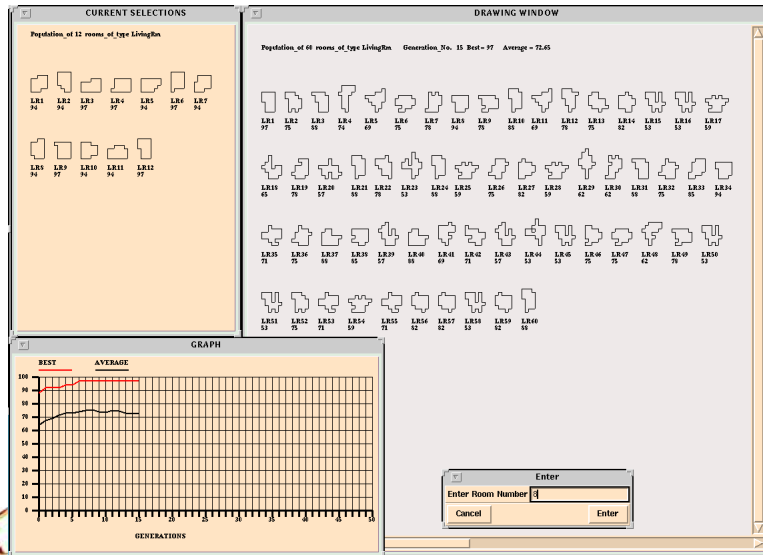 CURRENT SELECTIONS
Population_of 12 rooms_of_type LivingRm
LR1 LR2 LR3 LR4 LR5 LR6 LR7
94 94 97 97 94 97 94
LR8 LR9 LR10 LR11 LR12
94 97 94 94 97
DRAWING WINDOW
Population_of 60 rooms_of_type LivingRm Generation_No. 15 Best= 97 Average = 72.65
LR1 LR2 LR3 LR4 LR5 LR6 LR7 LR8 LR9 LR10 LR11 LR12 LR13 LR14 LR15 LR16 LR17
97 75 88 74 69 75 78 94 78 88 69 78 75 82 53 53 59
LR18 LR19 LR20 LR21 LR22 LR23 LR24 LR25 LR26 LR27 LR28 LR29 LR30 LR31 LR32 LR33 LR34
65 78 57 88 78 53 88 59 75 82 59 62 62 88 75 85 94
LR35 LR36 LR37 LR38 LR39 LR40 LR41 LR42 LR43 LR44 LR45 LR46 LR47 LR48 LR49 LR50
71 75 88 85 57 88 69 71 57 53 53 75 75 62 78 53
LR51 LR52 LR53 LR54 LR55 LR56 LR57 LR58 LR59 LR60
53 75 71 59 71 82 82 53 82 88
GRAPH
BEST AVERAGE
100
90
80
70
60
50
40
30
20
10
0
0 5 10 15 20 25 30 35 40 45 50
GENERATIONS
Enter
Enter Room Number 8
Cancel Enter